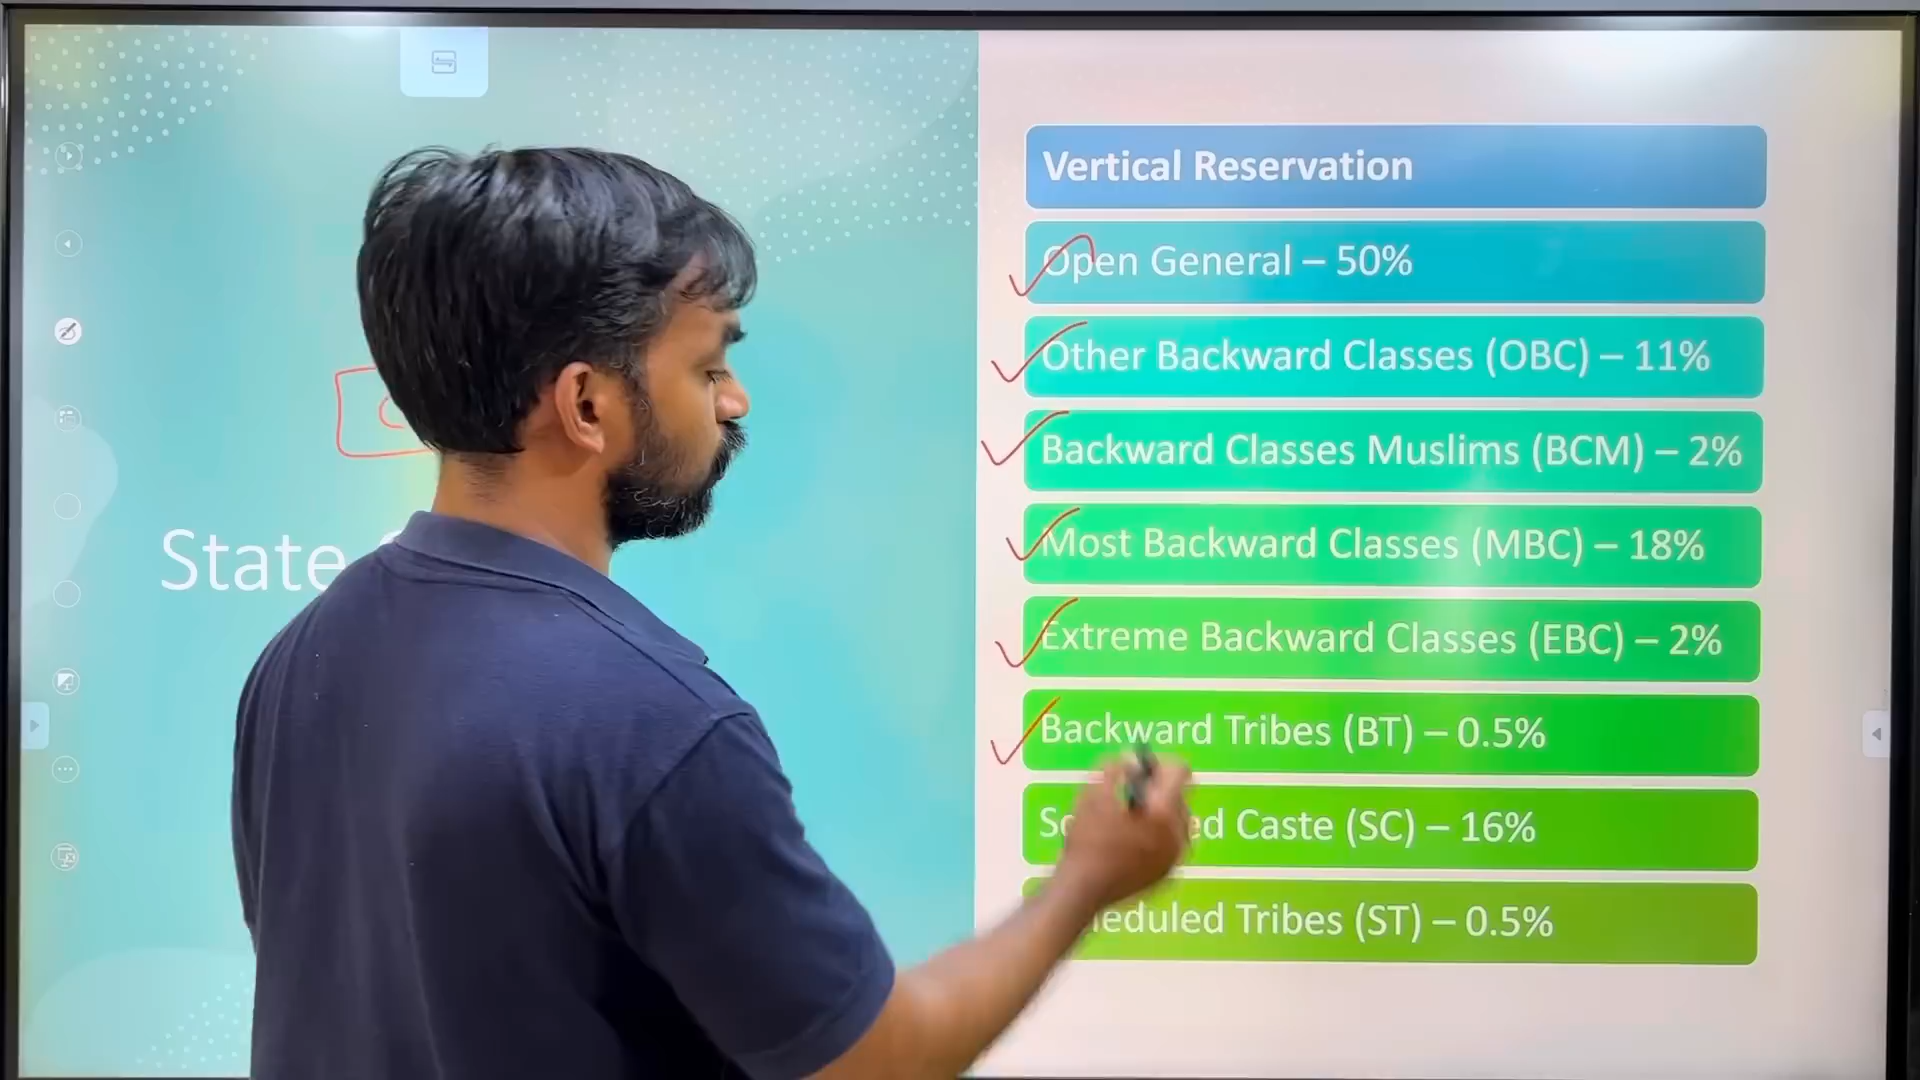 State
Vertical Reservation
Open General – 50%
Other Backward Classes (OBC) – 11%
Backward Classes Muslims (BCM) – 2%
Most Backward Classes (MBC) – 18%
Extreme Backward Classes (EBC) – 2%
Backward Tribes (BT) – 0.5%
Caste (SC) – 16%
Tribes (ST) – 0.5%